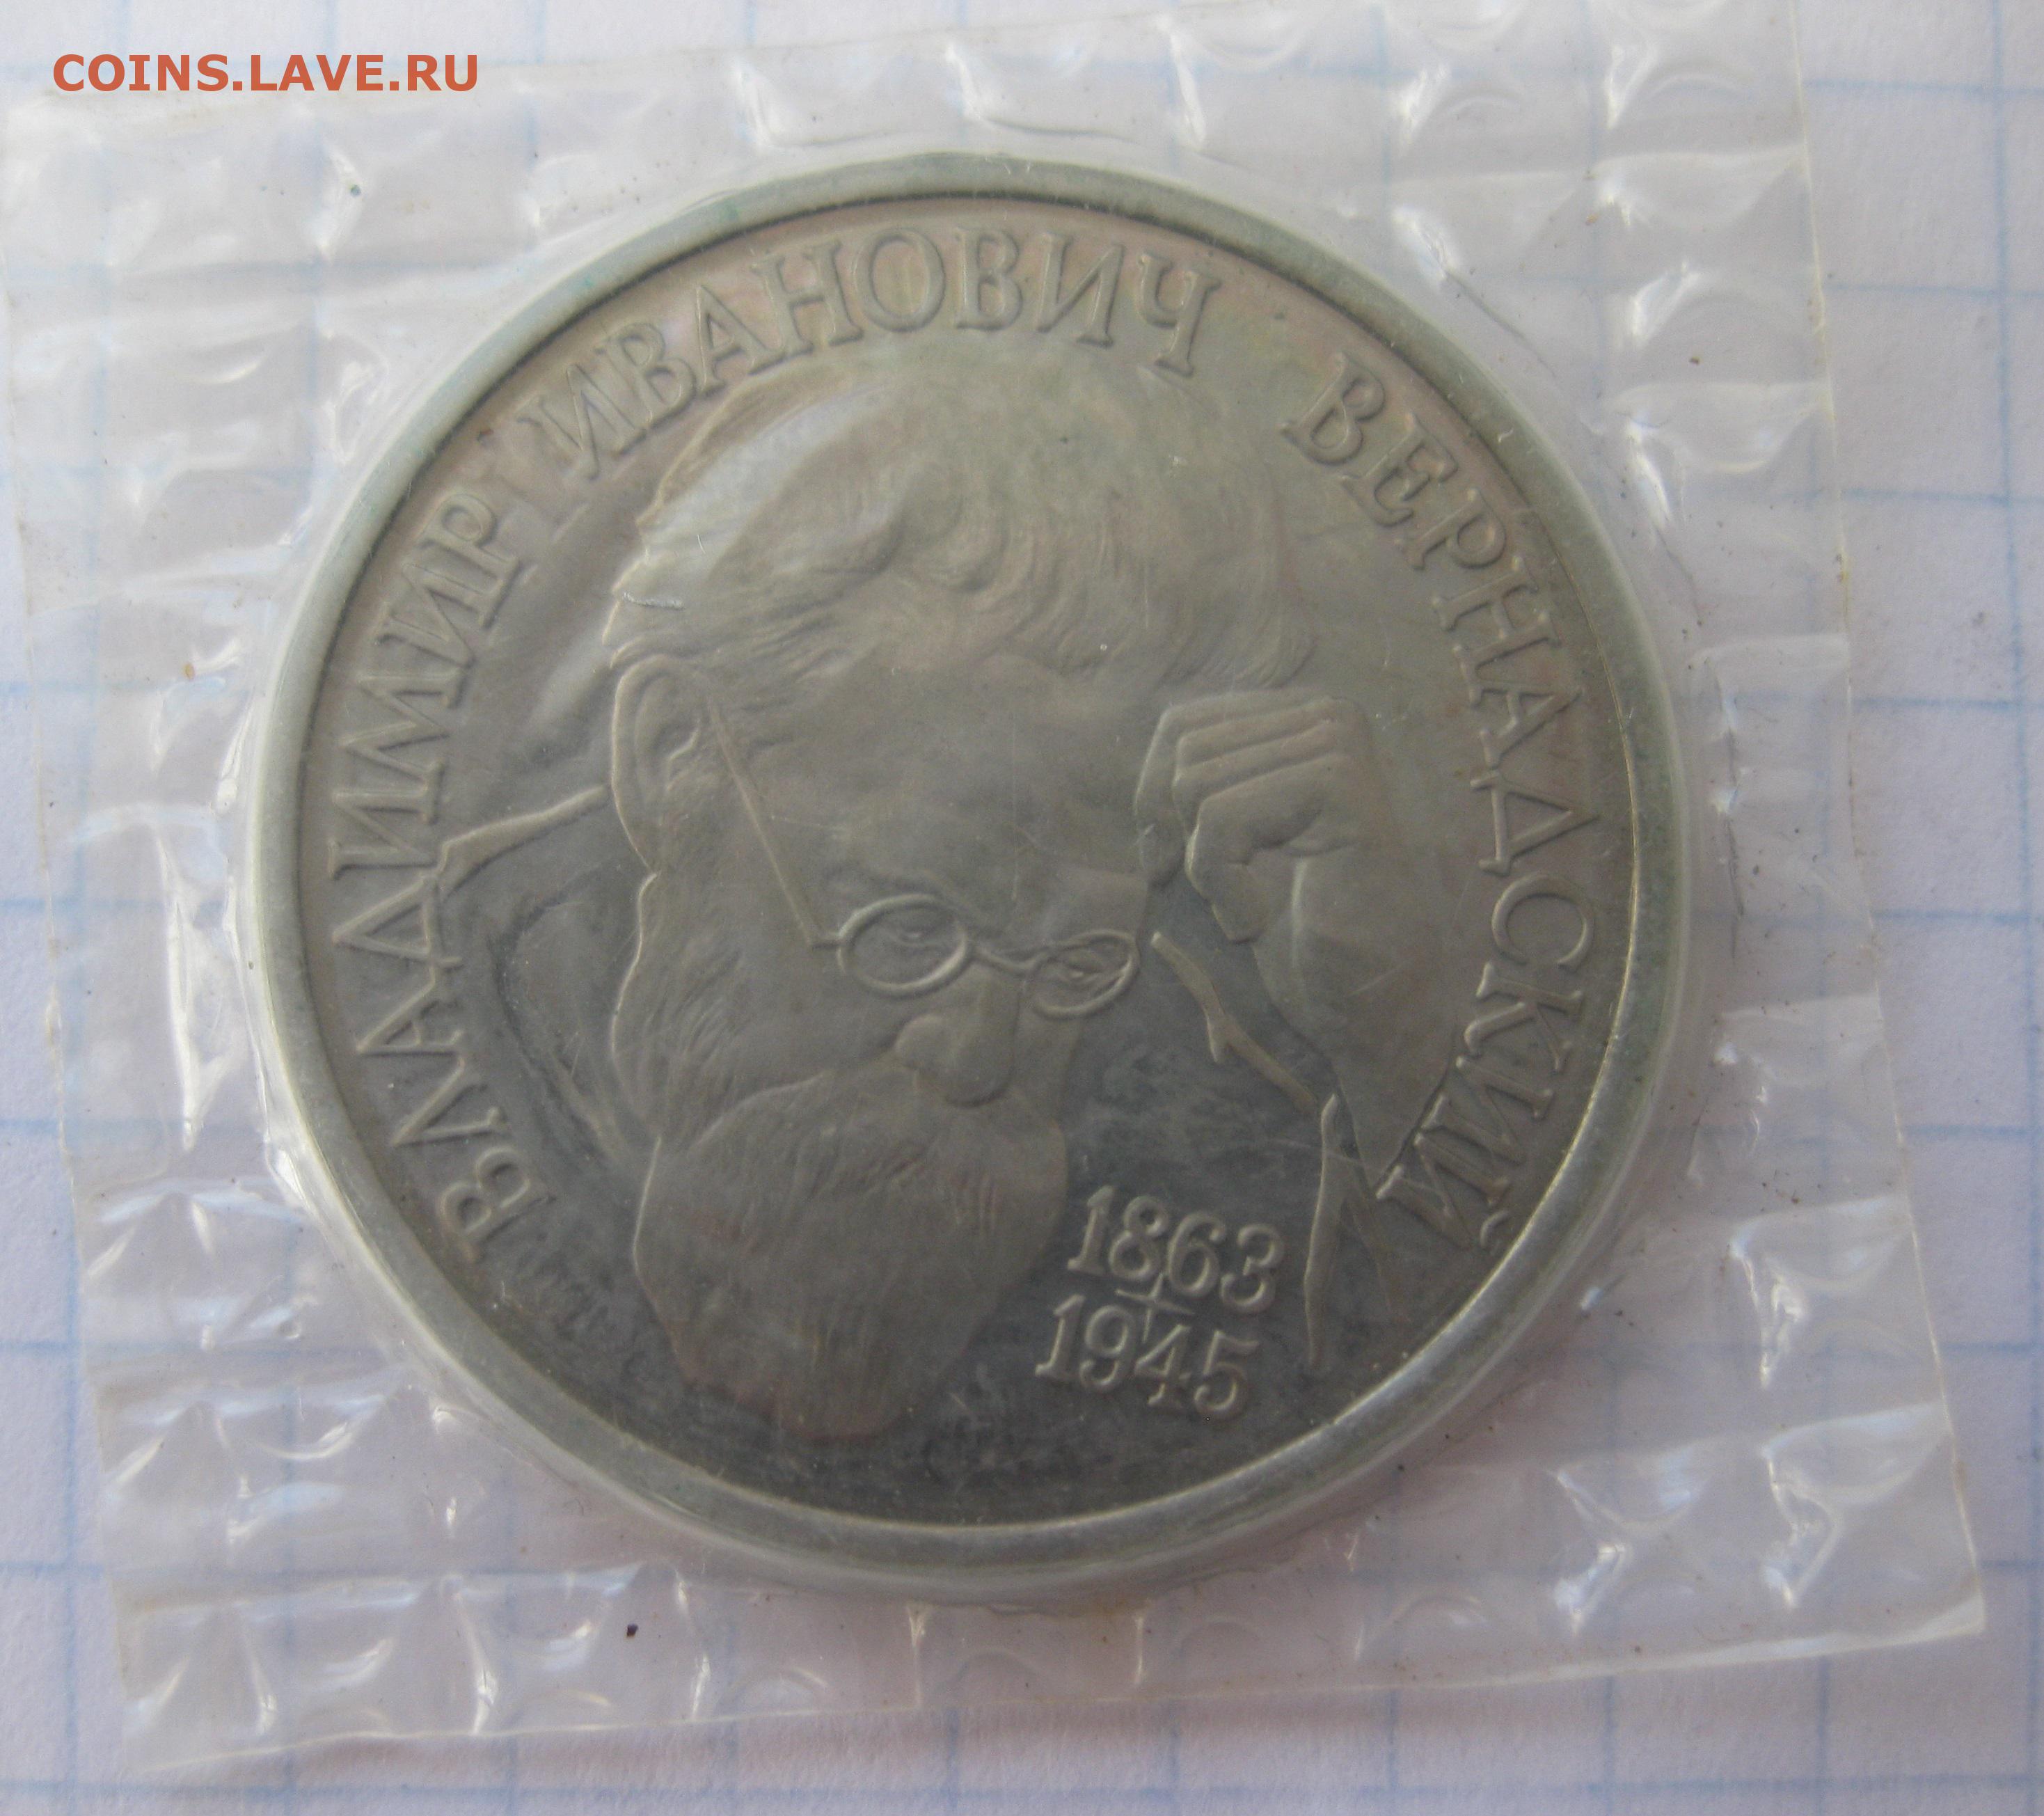 COINS.LAVE.RU
ВЛАДИМИР ИВАНОВИЧ ВЕРНАДСКИЙ
1863
1945